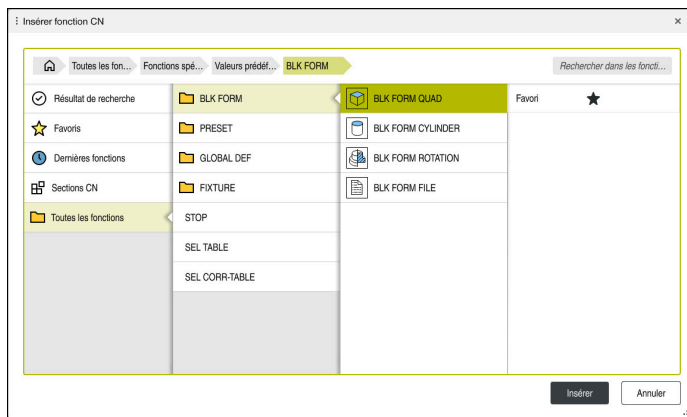 Insérer fonction CN
Toutes les fon... Fonctions spé... Valeurs prédéf... BLK FORM Rechercher dans les foncti...
Résultat de recherche BLK FORM BLK FORM QUAD Favori
Favoris PRESET BLK FORM CYLINDER
Dernières fonctions GLOBAL DEF BLK FORM ROTATION
Sections CN FIXTURE BLK FORM FILE
Toutes les fonctions STOP
SEL TABLE
SEL CORR-TABLE
Insérer Annuler